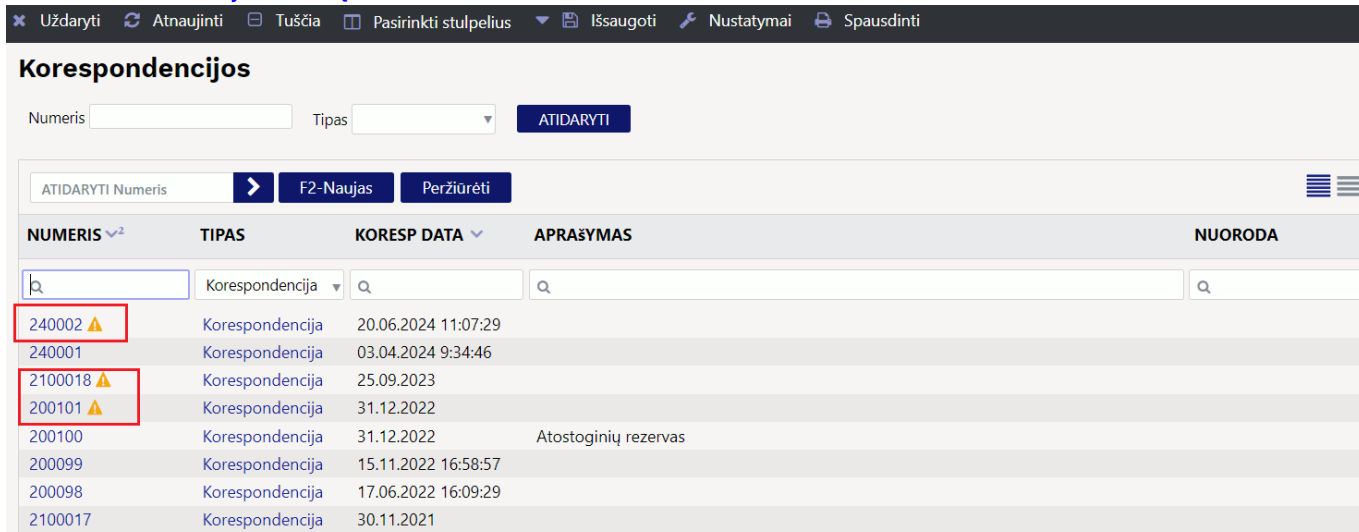 Uždaryti Atnaujinti Tuščia Pasirinkti stulpelius Išsaugoti Nustatymai Spausdinti
Korespondencijos
Numeris Tipas ATIDARYTI
ATIDARYTI Numeris F2-Naujas Peržiūrėti
NUMERIS 2 TIPAS KORESP DATA APRAšYMAS NUORODA
Korespondencija
240002 Korespondencija 20.06.2024 11:07:29
240001 Korespondencija 03.04.2024 9:34:46
2100018 Korespondencija 25.09.2023
200101 Korespondencija 31.12.2022
200100 Korespondencija 31.12.2022 Atostoginių rezervas
200099 Korespondencija 15.11.2022 16:58:57
200098 Korespondencija 17.06.2022 16:09:29
2100017 Korespondencija 30.11.2021